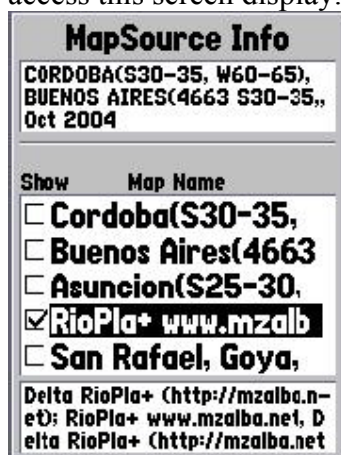 access this screen display.
MapSource Info
CORDOBA(S30-35, W60-65),
BUENOS AIRES(4663 S30-35,,
Oct 2004
Show Map Name
Cordoba(S30-35,
Buenos Aires(4663
Asuncion(S25-30,
RioPla+ www.mzalb
San Rafael, Goya,
Delta RioPla+ (http://mzalba.n-
et); RioPla+ www.mzalba.net, D
elta RioPla+ (http://mzalba.net